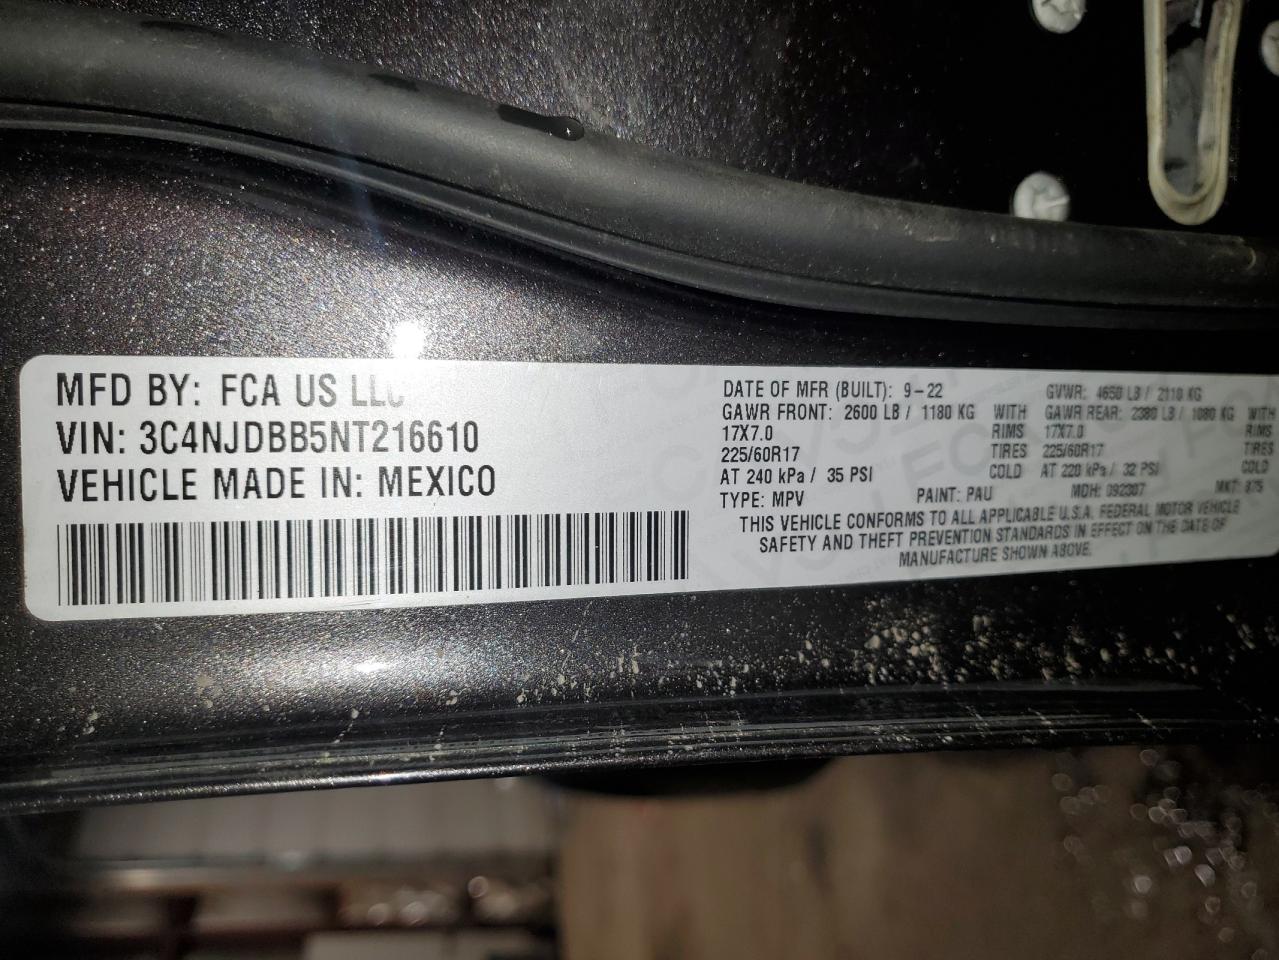 MFD BY: FCA US LLC
VIN: 3C4NJDBB5NT216610
VEHICLE MADE IN: MEXICO
DATE OF MFR (BUILT): 9-22 GVWR: 4650 LB / 2110 KG
GAWR FRONT: 2600 LB / 1180 KG WITH GAWR REAR: 2380 LB / 1080 KG WITH
17X7.0 RIMS 17X7.0 RIMS
225/60R17 TIRES 225/60R17 TIRES
AT 240 kPa / 35 PSI COLD AT 220 kPa / 32 PSI COLD
TYPE: MPV PAINT: PAU MDH: 092307 MKT: 875
THIS VEHICLE CONFORMS TO ALL APPLICABLE U.S.A. FEDERAL MOTOR VEHICLE
SAFETY AND THEFT PREVENTION STANDARDS IN EFFECT ON THE DATE OF
MANUFACTURE SHOWN ABOVE.